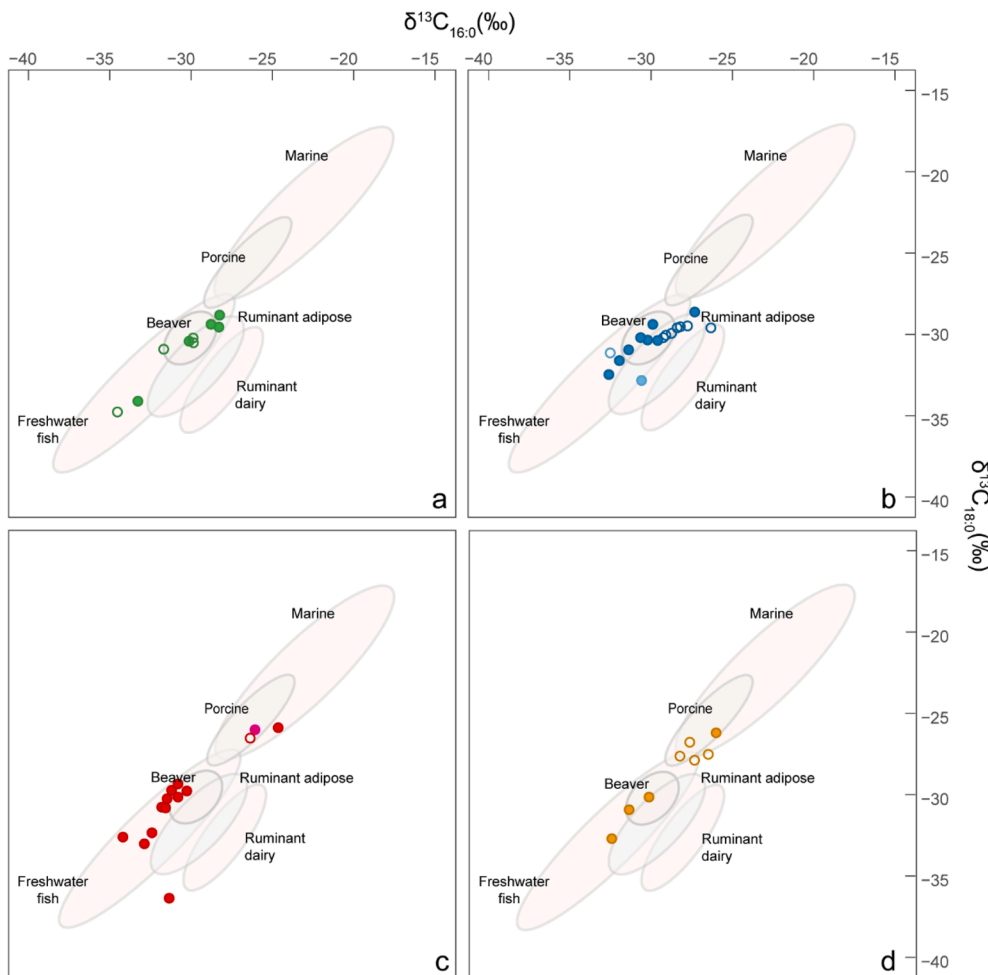 δ¹³C₁₆:₀(‰)
−40 −35 −30 −25 −20 −15
−40 −35 −30 −25 −20 −15
Marine
Porcine
Beaver
Ruminant adipose
Ruminant
dairy
Freshwater
fish
a
Marine
Porcine
Beaver
Ruminant adipose
Ruminant
dairy
Freshwater
fish
b
−15
−20
−25
−30
−35
−40
δ¹³C₁₈:₀(‰)
Marine
Porcine
Beaver
Ruminant adipose
Ruminant
dairy
Freshwater
fish
c
Marine
Porcine
Beaver
Ruminant adipose
Ruminant
dairy
Freshwater
fish
d
−15
−20
−25
−30
−35
−40